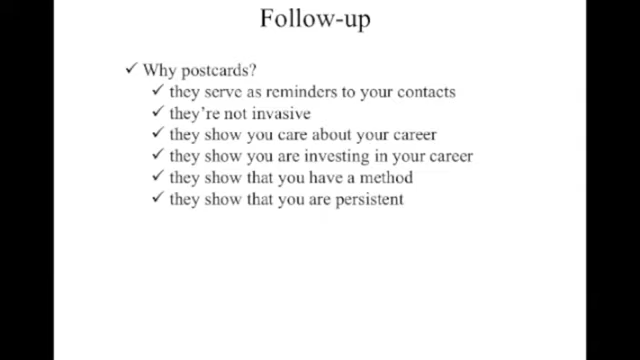 Follow-up
✓ Why postcards?
✓ they serve as reminders to your contacts
✓ they're not invasive
✓ they show you care about your career
✓ they show you are investing in your career
✓ they show that you have a method
✓ they show that you are persistent